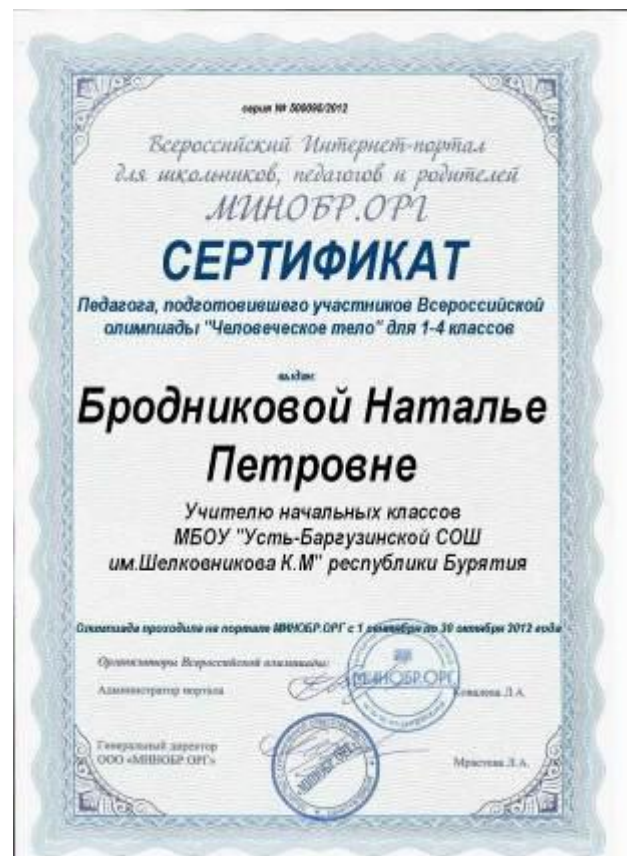 серия № 506096/2012
Всероссийский Интернет-портал
для школьников, педагогов и родителей
МИНОБР.ОРГ
СЕРТИФИКАТ
Педагога, подготовившего участников Всероссийской
олимпиады "Человеческое тело" для 1-4 классов
выдан:
Бродниковой Наталье
Петровне
Учителю начальных классов
МБОУ "Усть-Баргузинской СОШ
им.Шелковникова К.М" республики Бурятия
Олимпиада проходила на портале МИНОБР.ОРГ с 1 сентября по 30 октября 2012 года
Организаторы Всероссийской олимпиады:
Администратор портала
МИНОБР.ОРГ
Ковалева Л.А.
Генеральный директор
ООО «МИНОБР ОРГ»
МИНОБР ОРГ
Л.А.